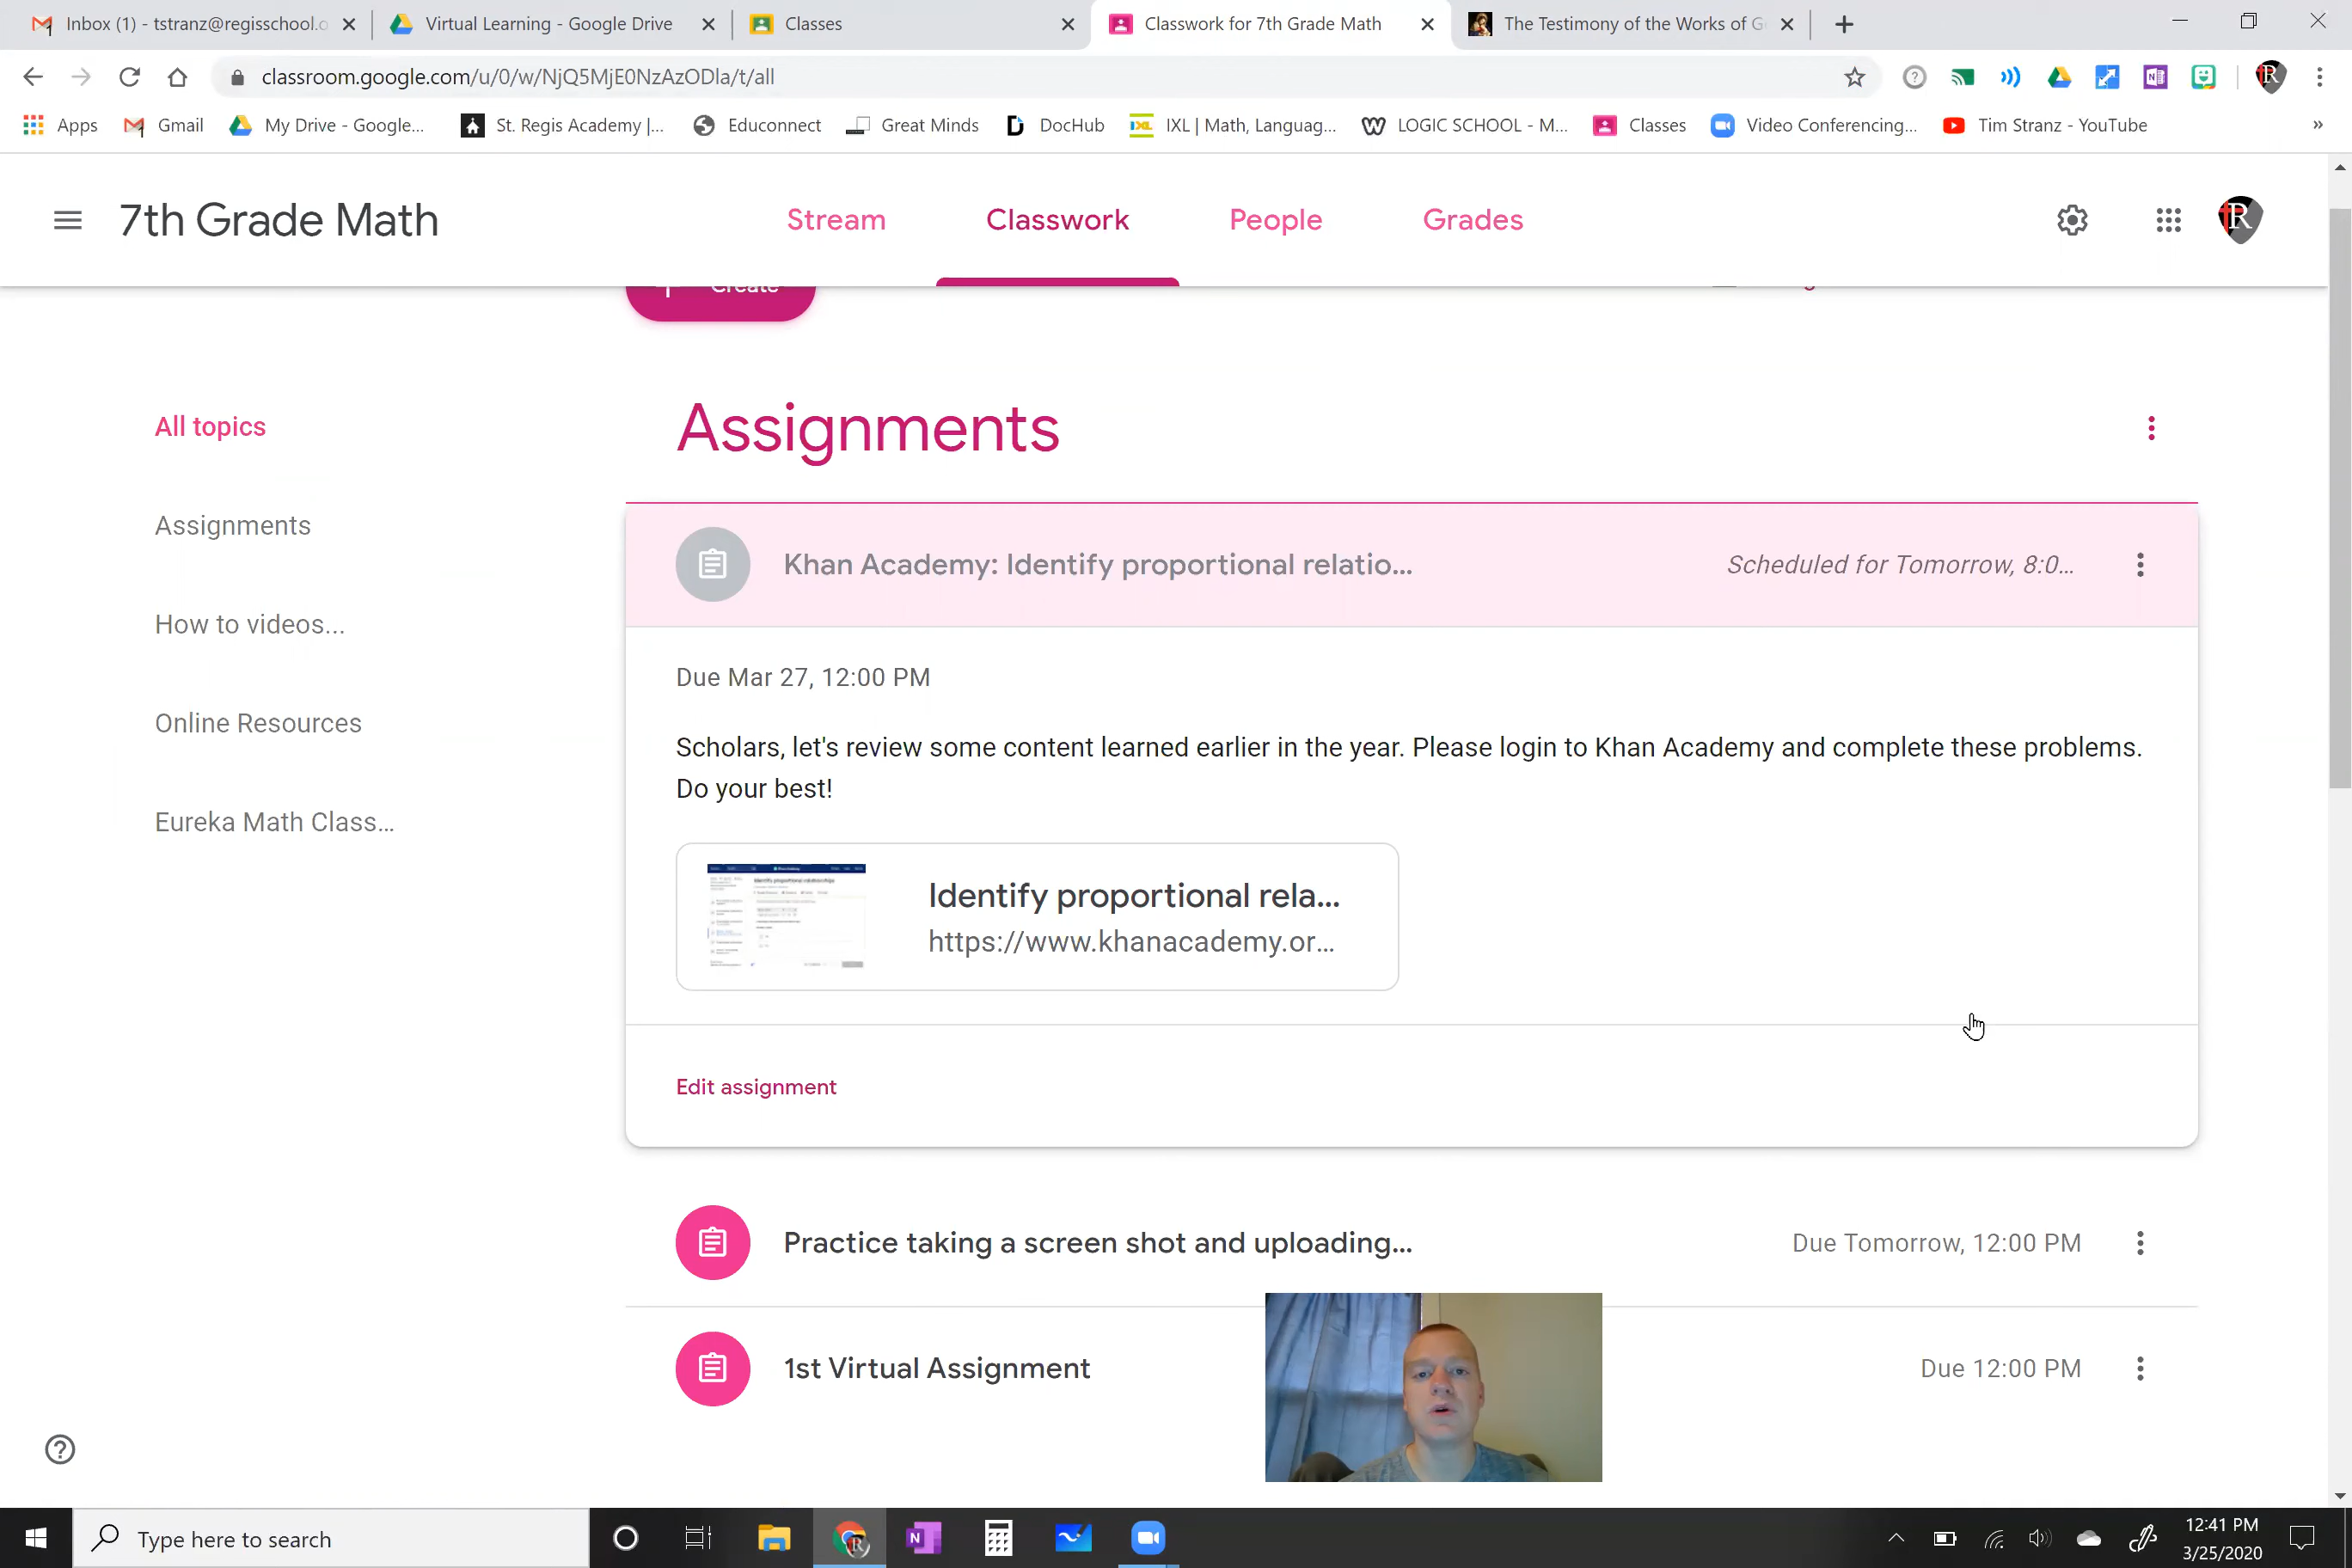 Inbox (1) - tstranz@regisschool.o
Virtual Learning - Google Drive
Classes
Classwork for 7th Grade Math
The Testimony of the Works of G
classroom.google.com/u/0/w/NjQ5MjE0NzAzODla/t/all
Apps
Gmail
My Drive - Google...
St. Regis Academy |...
Educonnect
Great Minds
DocHub
IXL | Math, Languag...
LOGIC SCHOOL - M...
Classes
Video Conferencing...
Tim Stranz - YouTube
7th Grade Math
Stream
Classwork
People
Grades
Create
All topics
Assignments
How to videos...
Online Resources
Eureka Math Class...
Assignments
Khan Academy: Identify proportional relatio...
Scheduled for Tomorrow, 8:0...
Due Mar 27, 12:00 PM
Scholars, let's review some content learned earlier in the year. Please login to Khan Academy and complete these problems.
Do your best!
Identify proportional rela...
https://www.khanacademy.or...
Edit assignment
Practice taking a screen shot and uploading...
Due Tomorrow, 12:00 PM
1st Virtual Assignment
Due 12:00 PM
Type here to search
12:41 PM
3/25/2020